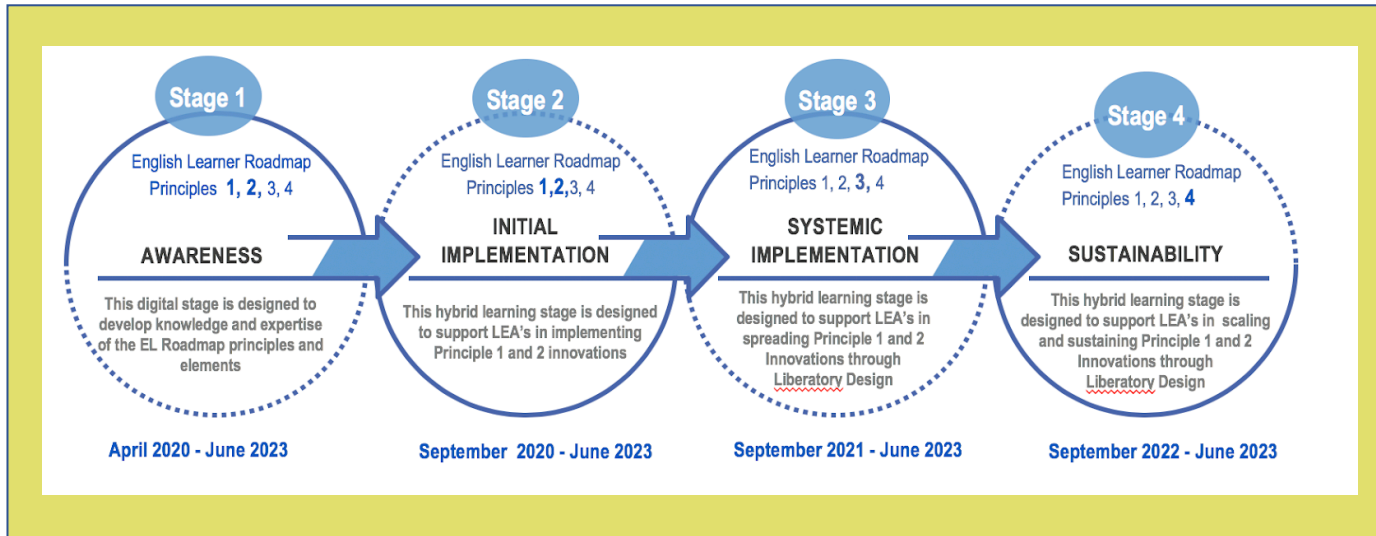 Stage 1
English Learner Roadmap
Principles 1, 2, 3, 4
AWARENESS
This digital stage is designed to
develop knowledge and expertise
of the EL Roadmap principles and
elements
April 2020 - June 2023
Stage 2
English Learner Roadmap
Principles 1,2,3, 4
INITIAL
IMPLEMENTATION
This hybrid learning stage is designed
to support LEA's in implementing
Principle 1 and 2 innovations
September 2020 - June 2023
Stage 3
English Learner Roadmap
Principles 1, 2, 3, 4
SYSTEMIC
IMPLEMENTATION
This hybrid learning stage is
designed to support LEA's in
spreading Principle 1 and 2
Innovations through
Liberatory Design
September 2021 - June 2023
Stage 4
English Learner Roadmap
Principles 1, 2, 3, 4
SUSTAINABILITY
This hybrid learning stage is
designed to support LEA's in scaling
and sustaining Principle 1 and 2
Innovations through
Liberatory Design
September 2022 - June 2023